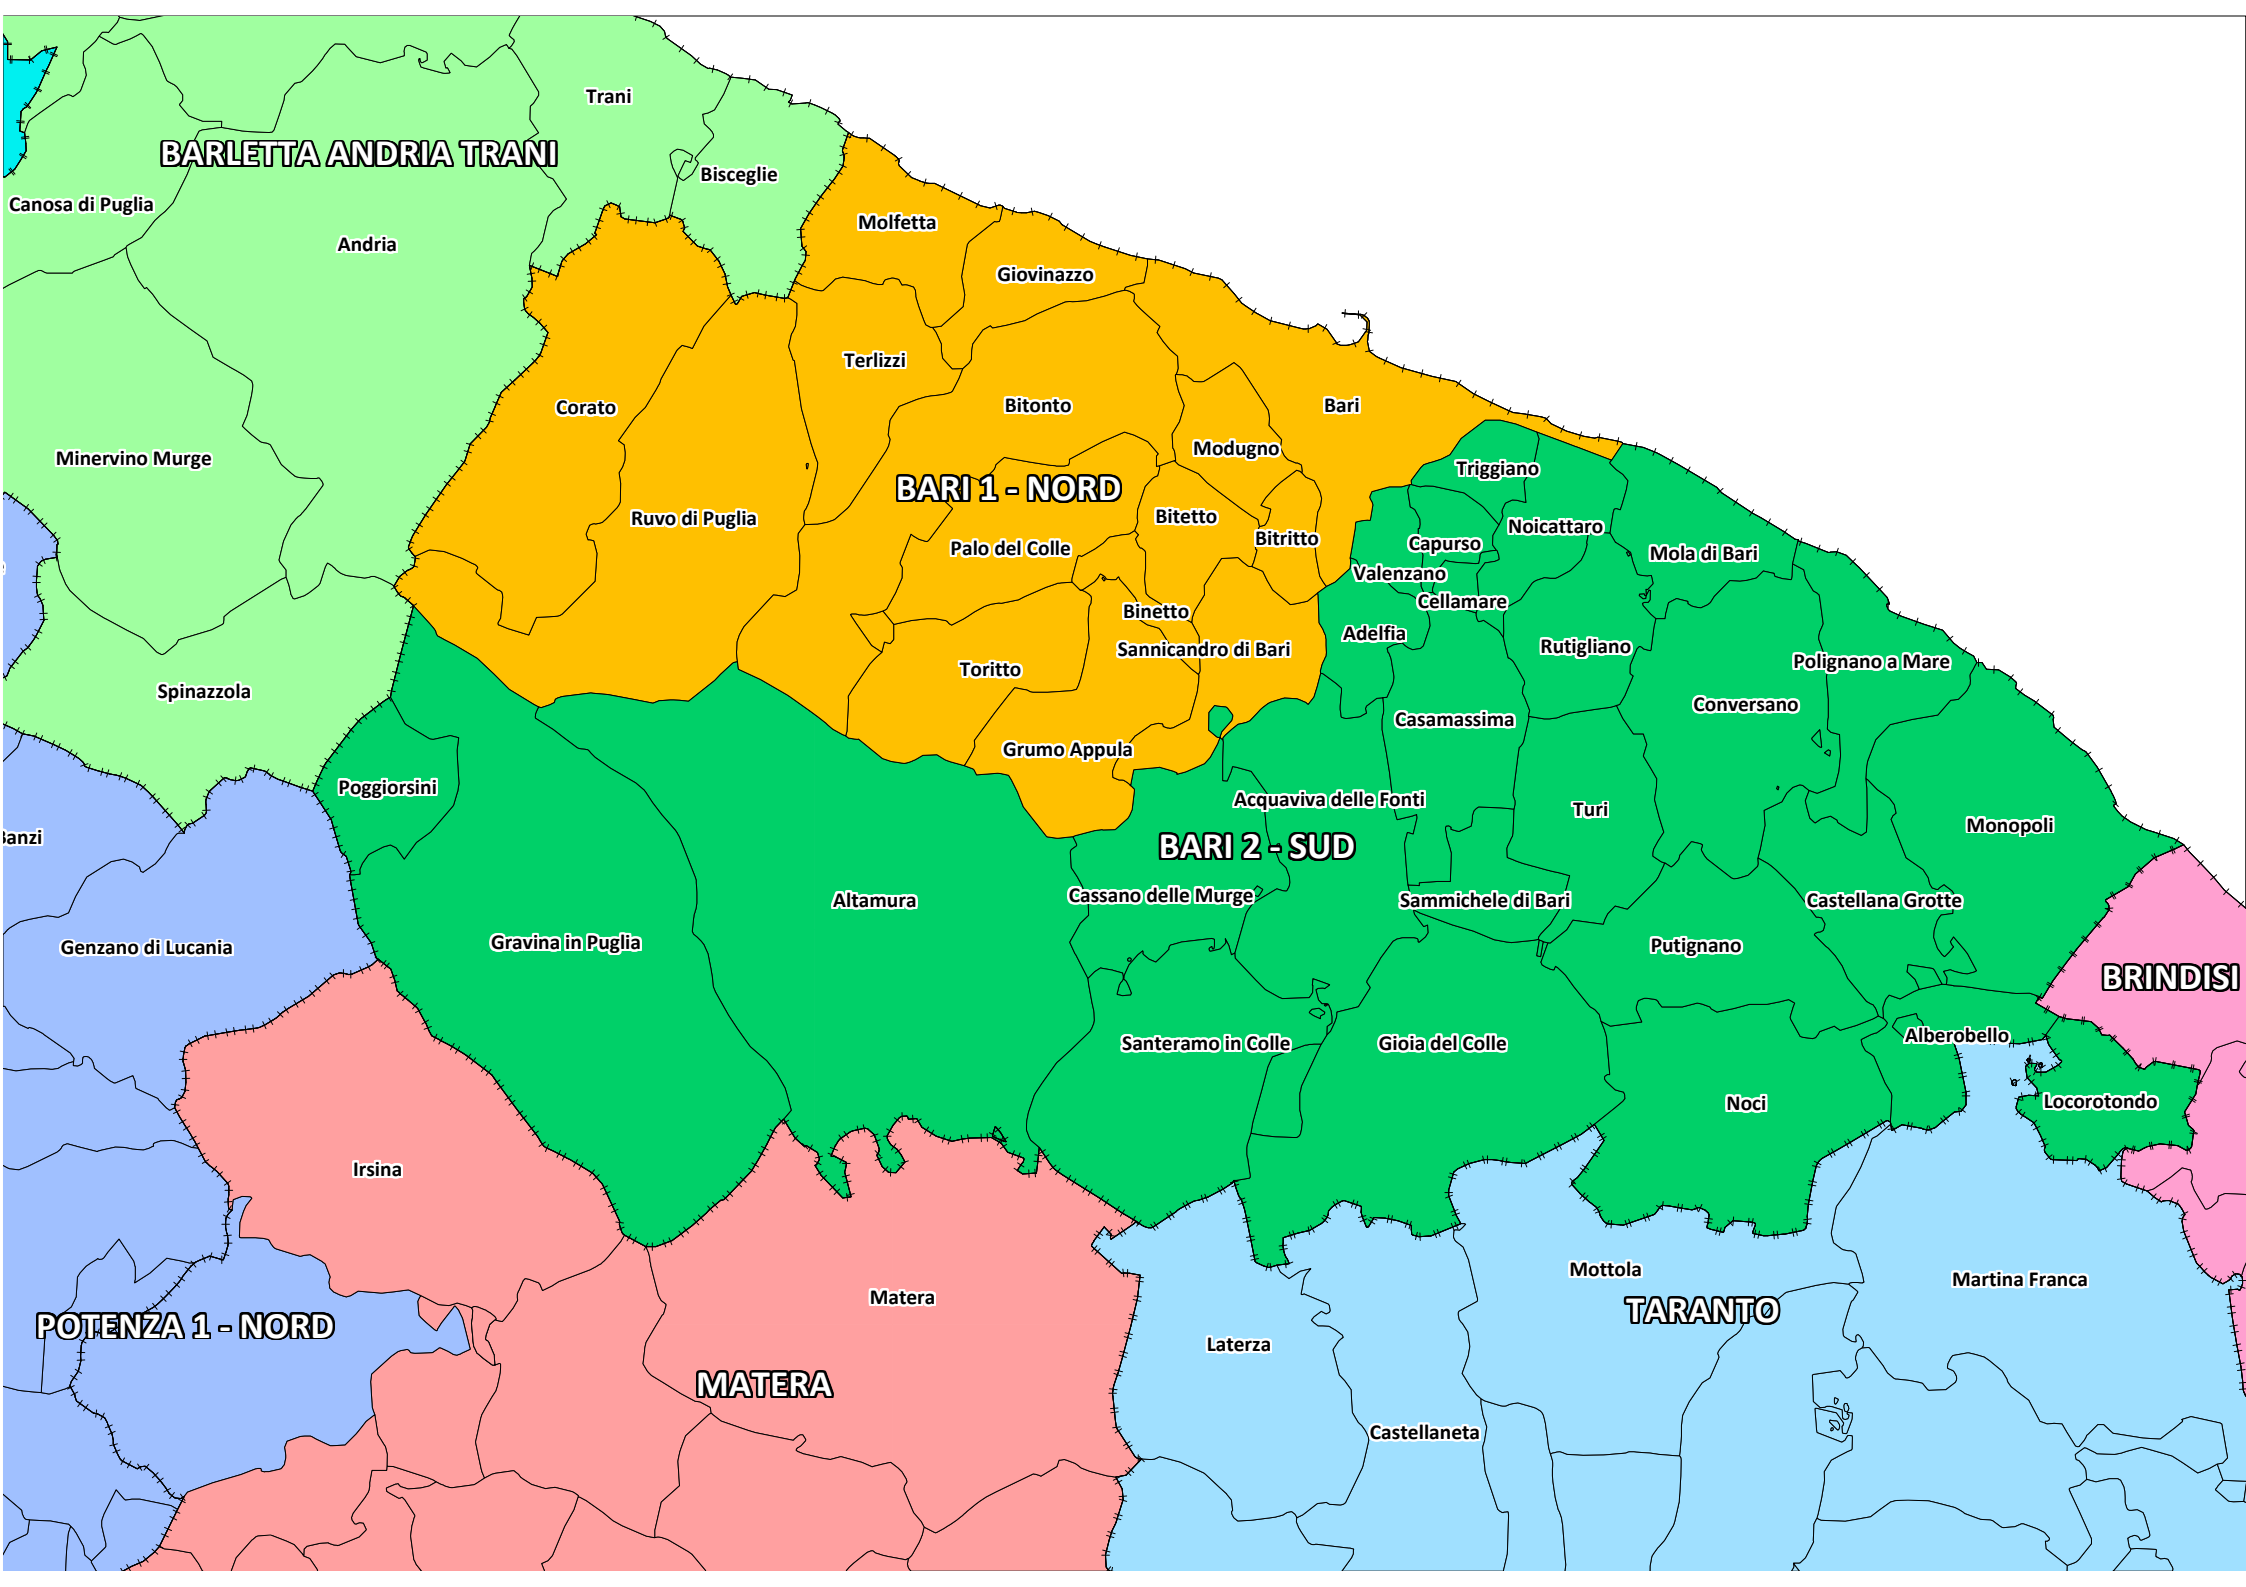 Trani
BARLETTA ANDRIA TRANI
Bisceglie
Canosa di Puglia
Molfetta
Andria
Giovinazzo
Terlizzi
Corato
Bitonto
Bari
Modugno
Minervino Murge
Triggiano
BARI 1 - NORD
Ruvo di Puglia
Bitetto
Noicattaro
Bitritto
Capurso
Palo del Colle
Mola di Bari
Valenzano
Cellamare
Binetto
Adelfia
Rutigliano
Sannicandro di Bari
Polignano a Mare
Toritto
Spinazzola
Conversano
Casamassima
Grumo Appula
Poggiorsini
Acquaviva delle Fonti
Turi
Monopoli
Banzi
BARI 2 - SUD
Cassano delle Murge
Altamura
Sammichele di Bari
Castellana Grotte
Gravina in Puglia
Genzano di Lucania
Putignano
BRINDISI
Alberobello
Santeramo in Colle
Gioia del Colle
Noci
Locorotondo
Irsina
Mottola
Martina Franca
Matera
TARANTO
POTENZA 1 - NORD
Laterza
MATERA
Castellaneta